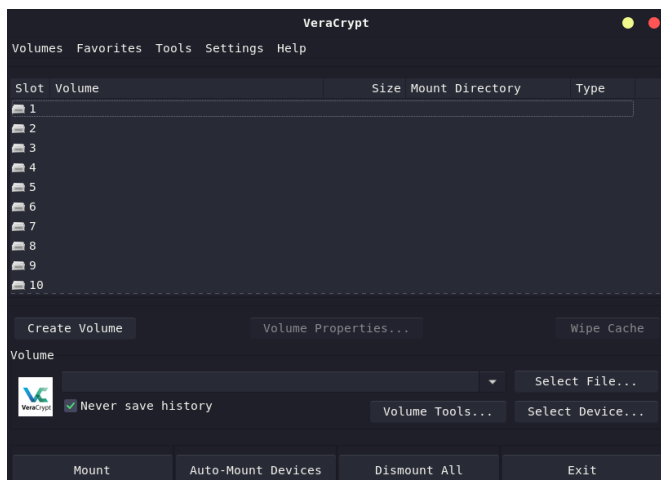 VeraCrypt
Volumes Favorites Tools Settings Help
Slot Volume Size Mount Directory Type
1
2
3
4
5
6
7
8
9
10
Create Volume Volume Properties... Wipe Cache
Volume
Select File...
VeraCrypt Never save history
Volume Tools... Select Device...
Mount Auto-Mount Devices Dismount All Exit